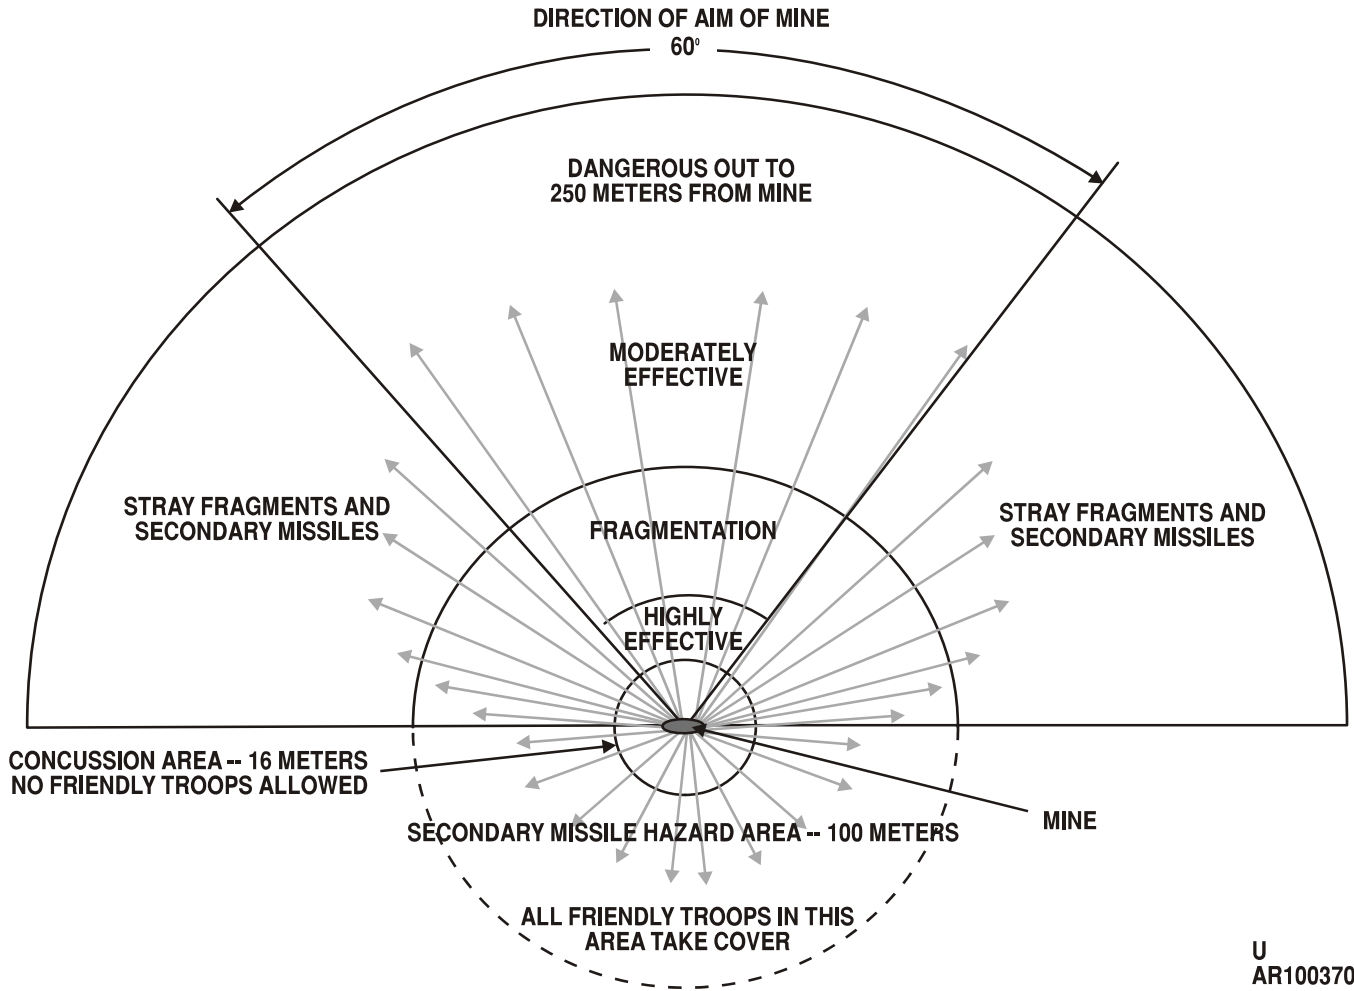 DIRECTION OF AIM OF MINE
60°
DANGEROUS OUT TO
250 METERS FROM MINE
MODERATELY
EFFECTIVE
STRAY FRAGMENTS AND
SECONDARY MISSILES
FRAGMENTATION
STRAY FRAGMENTS AND
SECONDARY MISSILES
HIGHLY
EFFECTIVE
CONCUSSION AREA -- 16 METERS
NO FRIENDLY TROOPS ALLOWED
MINE
SECONDARY MISSILE HAZARD AREA -- 100 METERS
ALL FRIENDLY TROOPS IN THIS
AREA TAKE COVER
U
AR100370